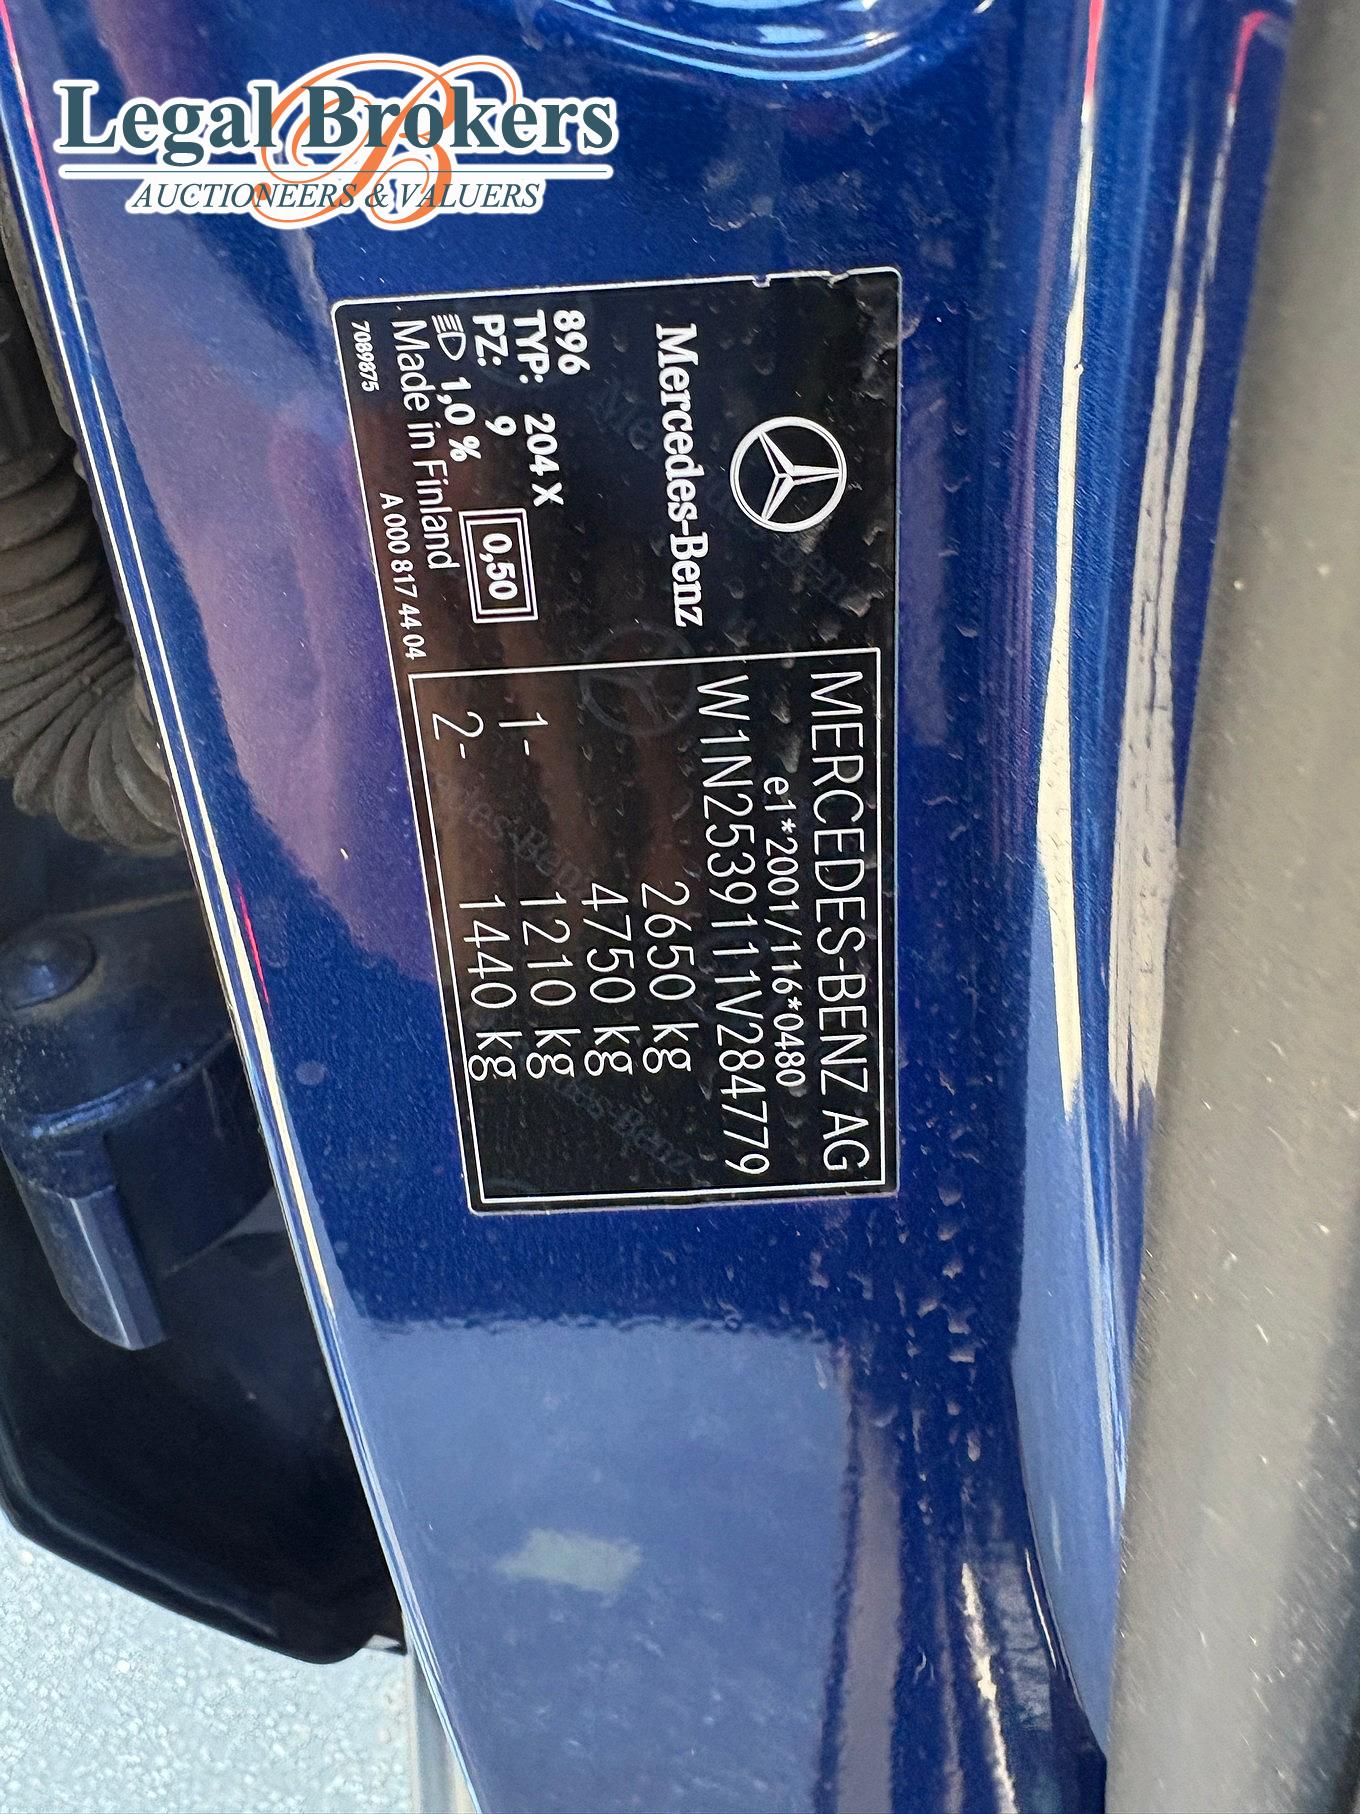 Legal Brokers
AUCTIONEERS & VALUERS
Mercedes-Benz
896
TYP: 204 X
PZ: 9
0,50
1,0 %
Made in Finland
7089875
A 000 817 44 04
MERCEDES-BENZ AG
e1*2001/116*0480
W1N2539111V284779
2650 kg
4750 kg
1- 1210 kg
2- 1440 kg